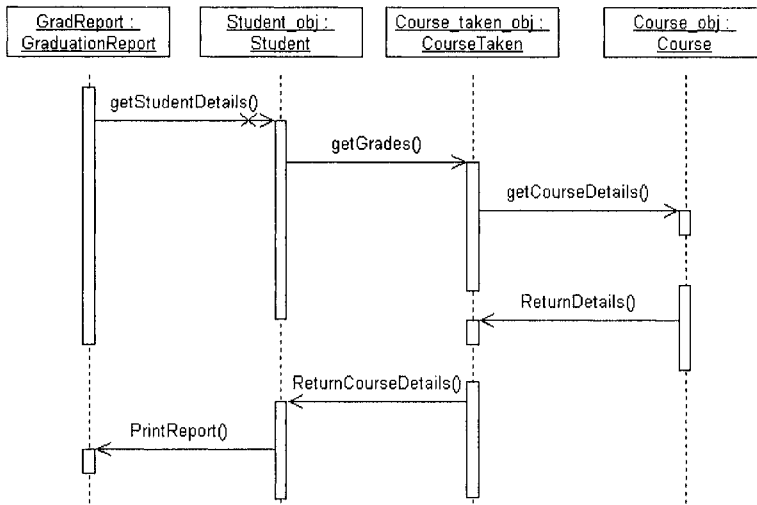 GradReport :
GraduationReport
Student_obj :
Student
Course_taken_obj :
CourseTaken
Course_obj :
Course
getStudentDetails()
getGrades()
getCourseDetails()
ReturnDetails()
ReturnCourseDetails()
PrintReport()